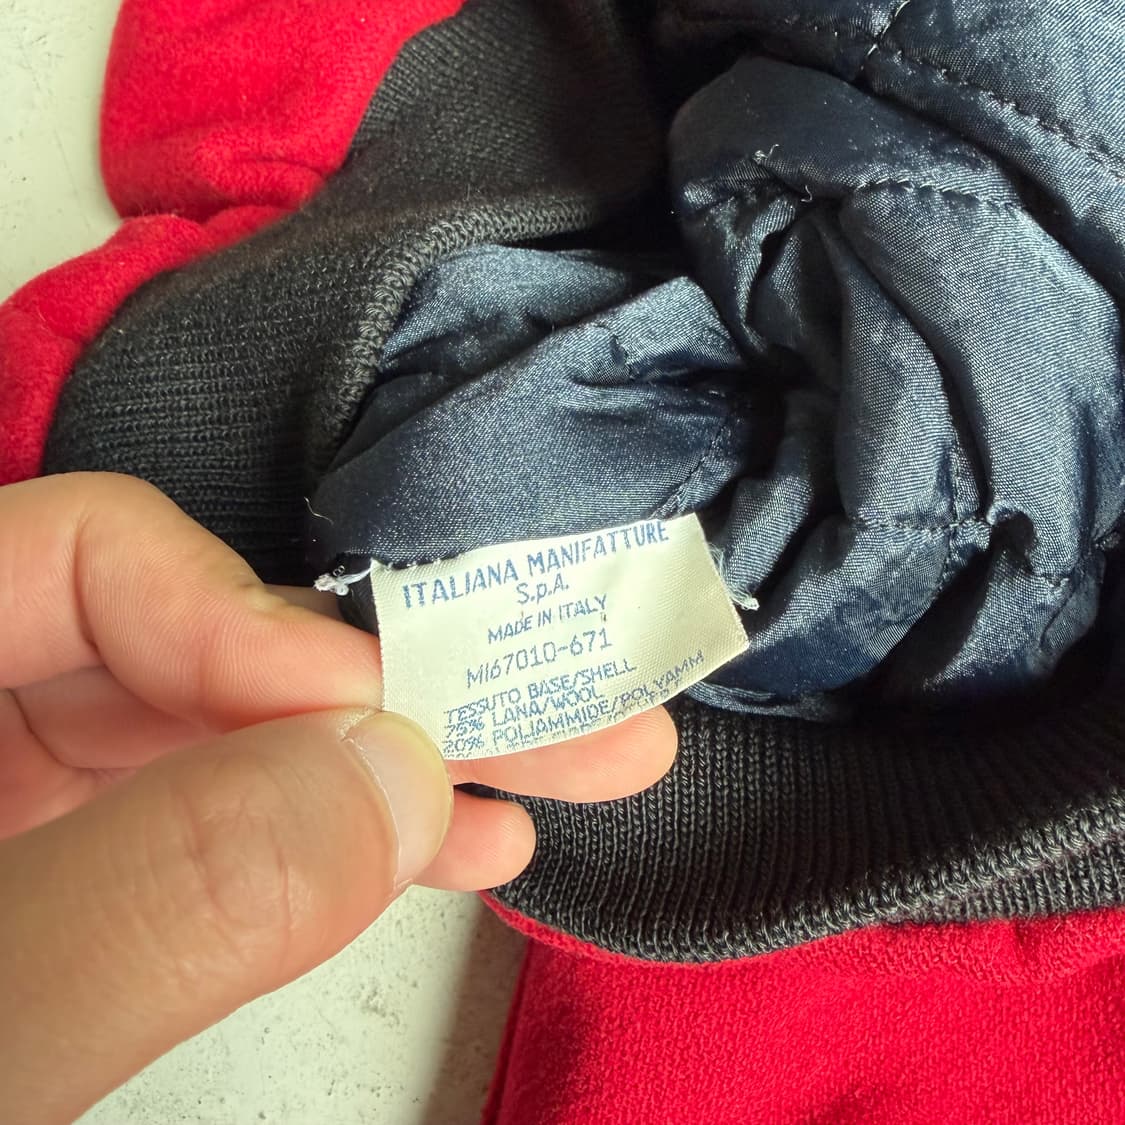 ITALIANA MANIFATTURE
S.p.A.
MADE IN ITALY
MI67010-671
TESSUTO BASE/SHELL
75% LANA/WOOL
20% POLIAMMIDE/POLYAMM